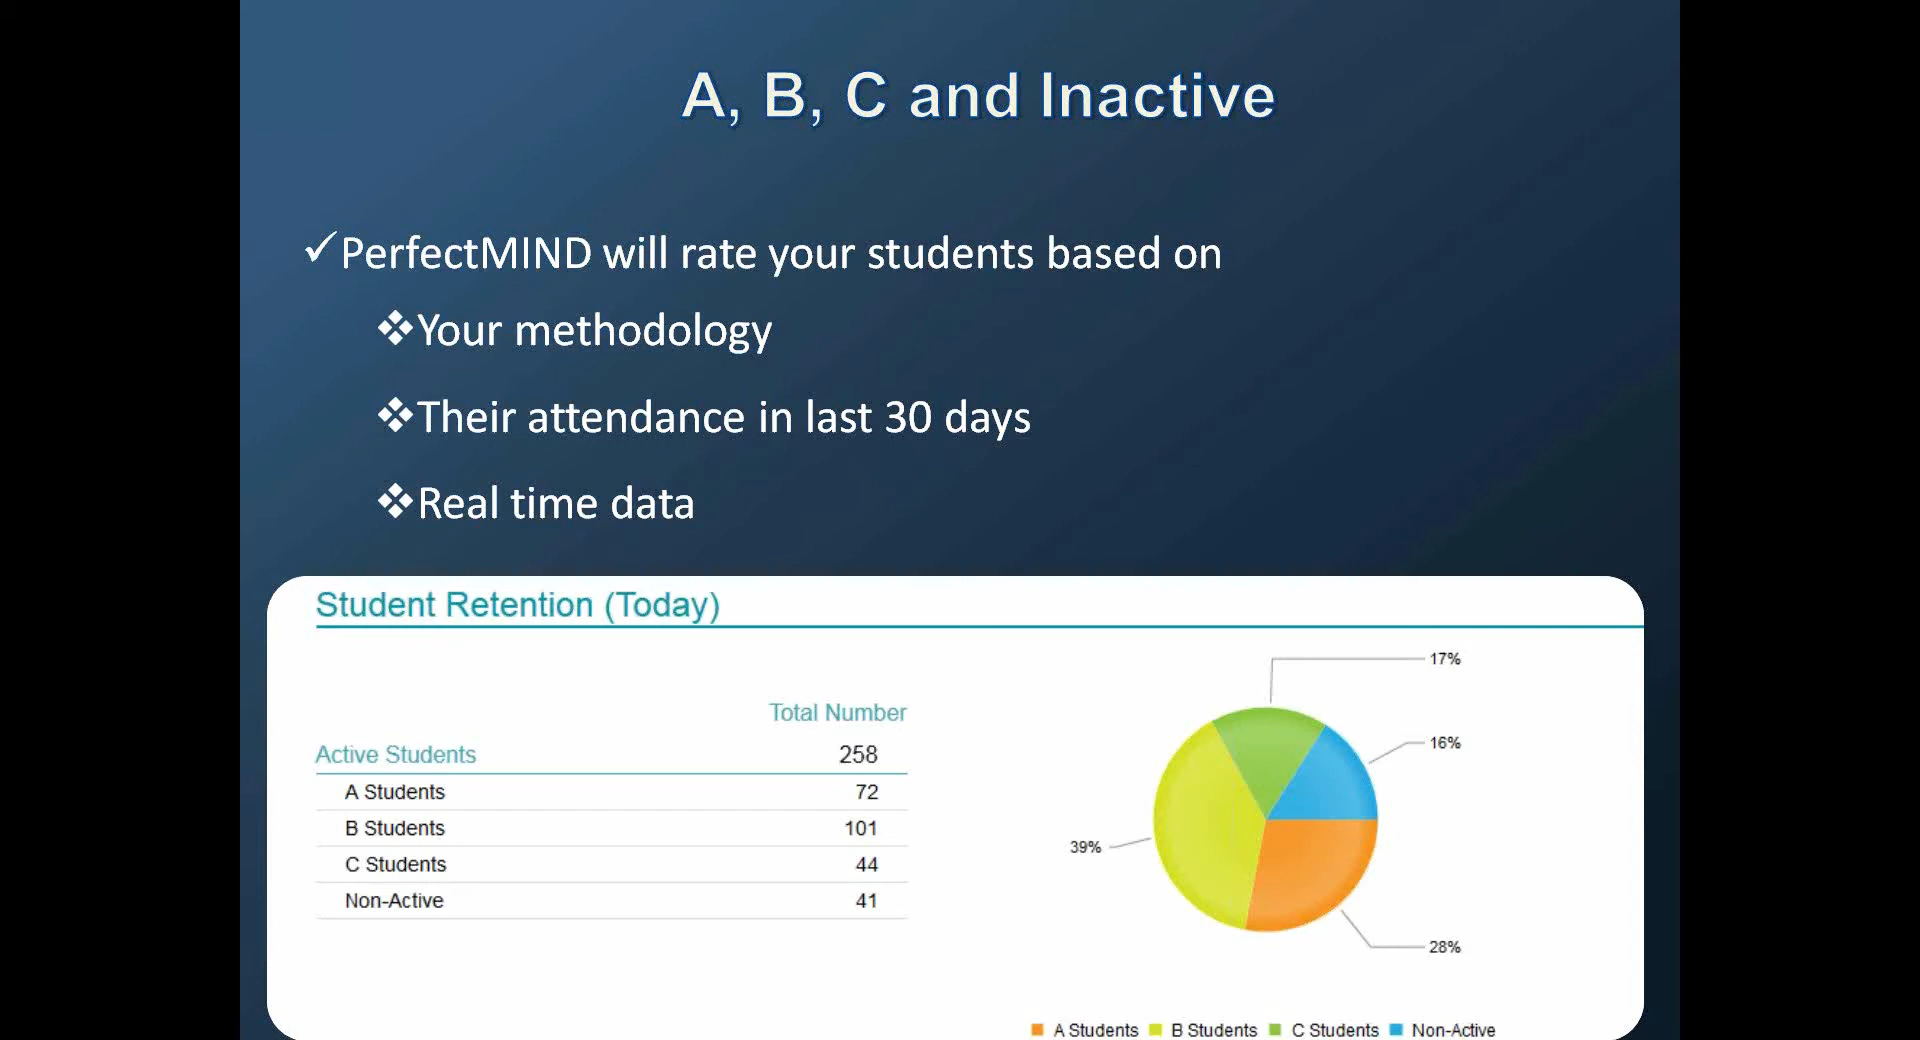 A, B, C and Inactive
✓PerfectMIND will rate your students based on
❖Your methodology
❖Their attendance in last 30 days
❖Real time data
Student Retention (Today)
Total Number
Active Students 258
A Students 72
B Students 101
C Students 44
Non-Active 41
17%
16%
39%
28%
A Students B Students C Students Non-Active